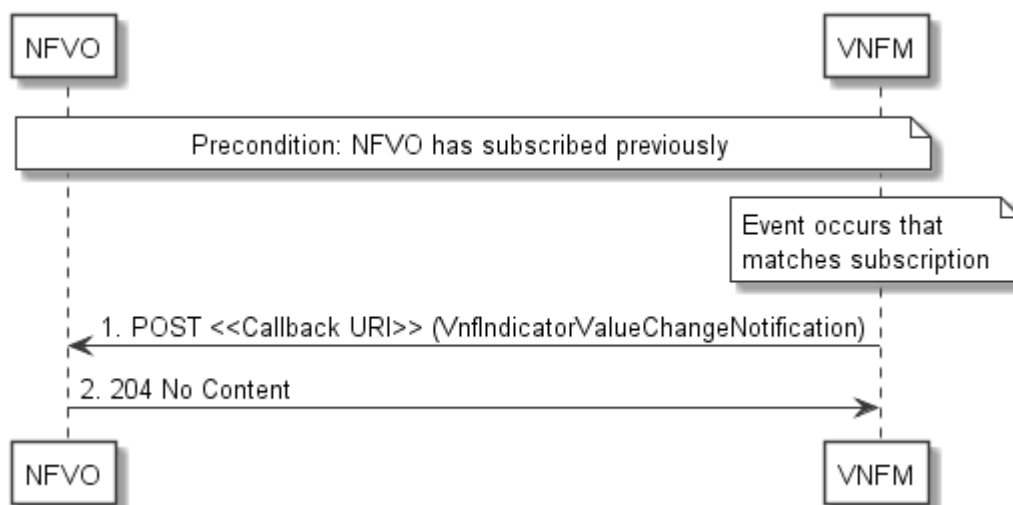 NFVO
VNFM
Precondition: NFVO has subscribed previously
Event occurs that
matches subscription
1. POST <<Callback URI>> (VnfIndicatorValueChangeNotification)
2. 204 No Content
NFVO
VNFM